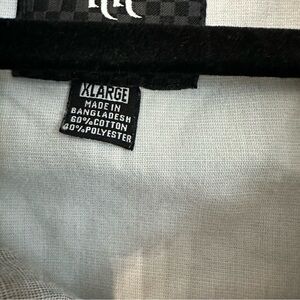 XLARGE
MADE IN
BANGLADESH
60%COTTON
40%POLYESTER